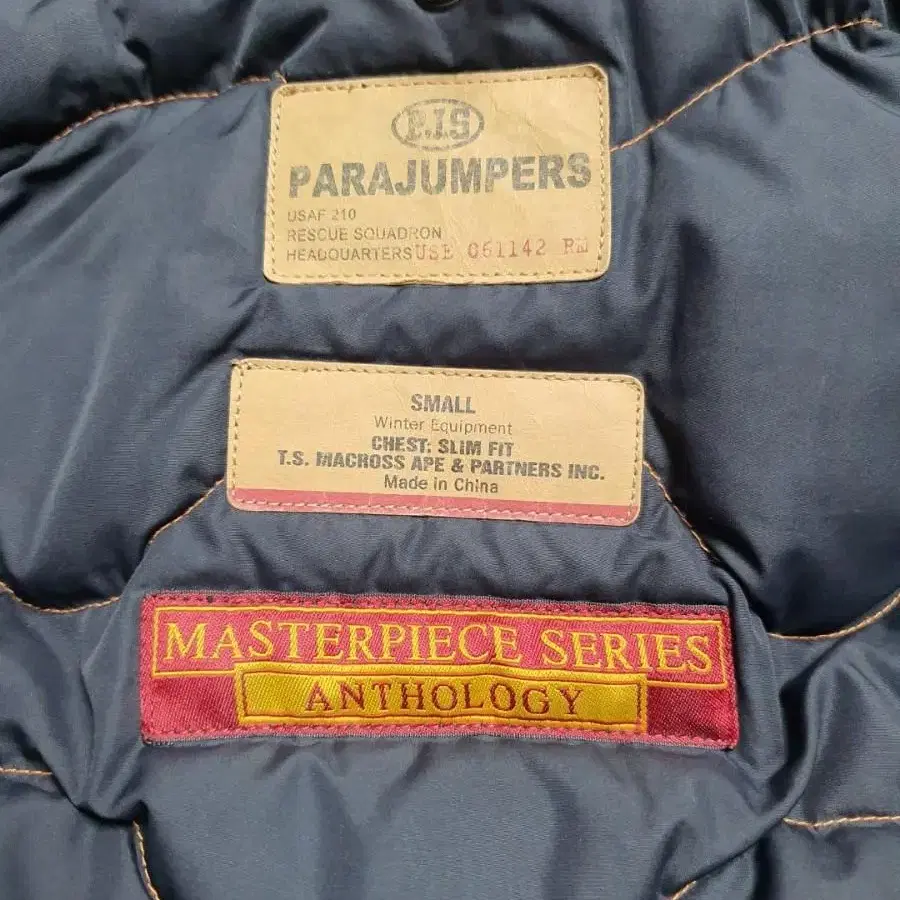 P.J.S
PARAJUMPERS
USAF 210
RESCUE SQUADRON
HEADQUARTERS USE 061142 RM
SMALL
Winter Equipment
CHEST: SLIM FIT
T.S. MACROSS APE & PARTNERS INC.
Made in China
MASTERPIECE SERIES
ANTHOLOGY